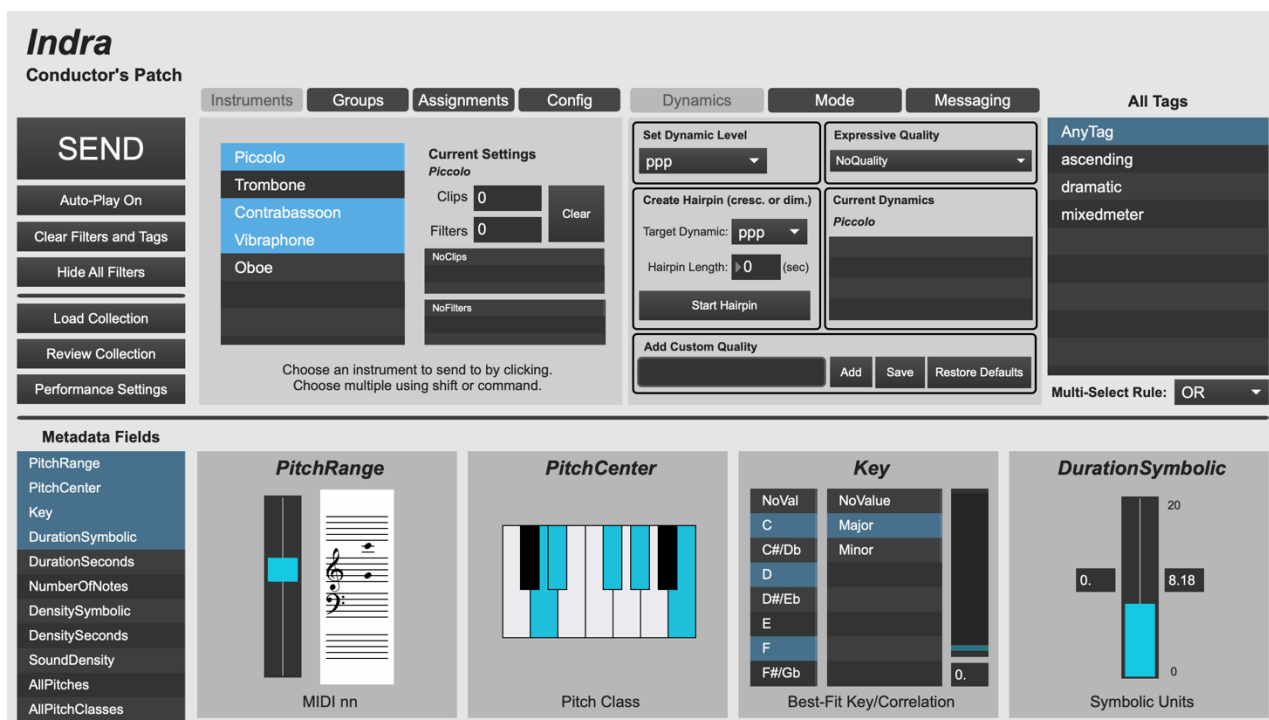 Indra
Conductor's Patch
SEND
Auto-Play On
Clear Filters and Tags
Hide All Filters
Load Collection
Review Collection
Performance Settings
Instruments
Groups
Assignments
Config
Piccolo
Trombone
Contrabassoon
Vibraphone
Oboe
Current Settings
Piccolo
Clips 0
Filters 0
Clear
NoClips
NoFilters
Choose an instrument to send to by clicking.
Choose multiple using shift or command.
Dynamics
Mode
Messaging
Set Dynamic Level
ppp
Expressive Quality
NoQuality
Create Hairpin (cresc. or dim.)
Target Dynamic: ppp
Hairpin Length: 0 (sec)
Start Hairpin
Current Dynamics
Piccolo
Add Custom Quality
Add
Save
Restore Defaults
All Tags
AnyTag
ascending
dramatic
mixedmeter
Multi-Select Rule: OR
Metadata Fields
PitchRange
PitchCenter
Key
DurationSymbolic
DurationSeconds
NumberOfNotes
DensitySymbolic
DensitySeconds
SoundDensity
AllPitches
AllPitchClasses
PitchRange
MIDI nn
PitchCenter
Pitch Class
Key
NoVal
C
C#/Db
D
D#/Eb
E
F
F#/Gb
NoValue
Major
Minor
0.
Best-Fit Key/Correlation
DurationSymbolic
20
0.
8.18
0
Symbolic Units